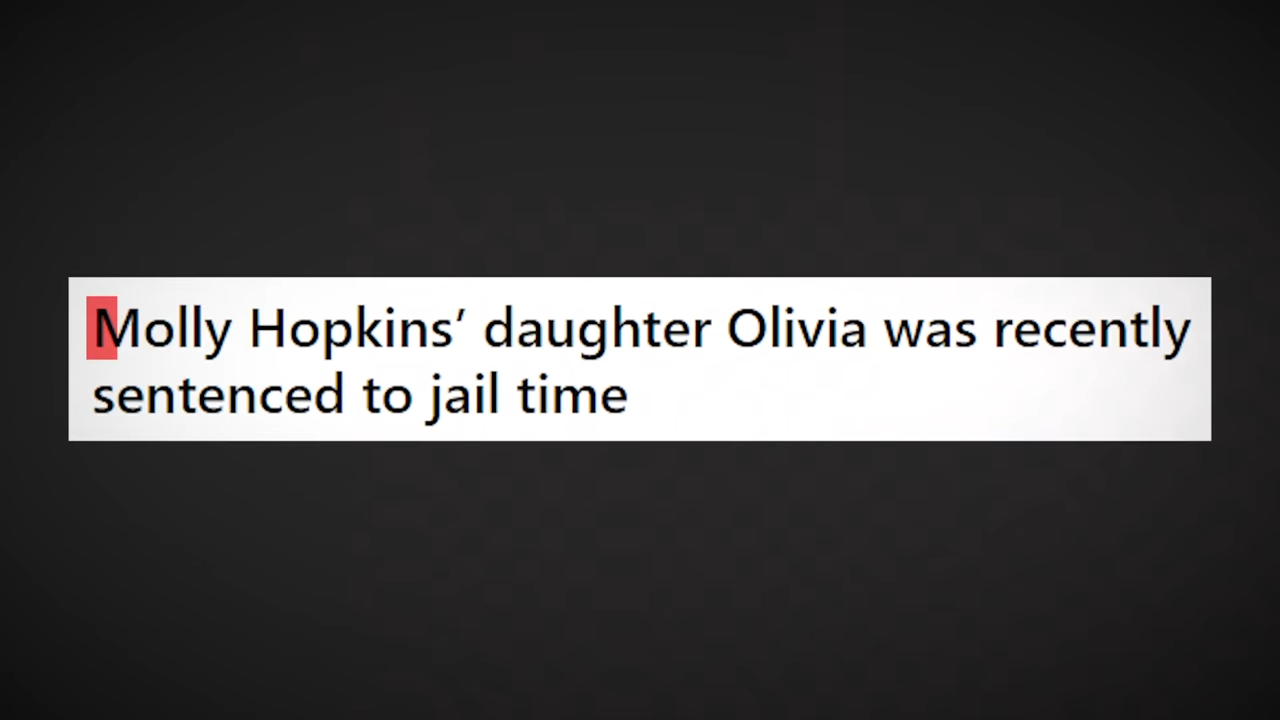 Molly Hopkins’ daughter Olivia was recently
sentenced to jail time